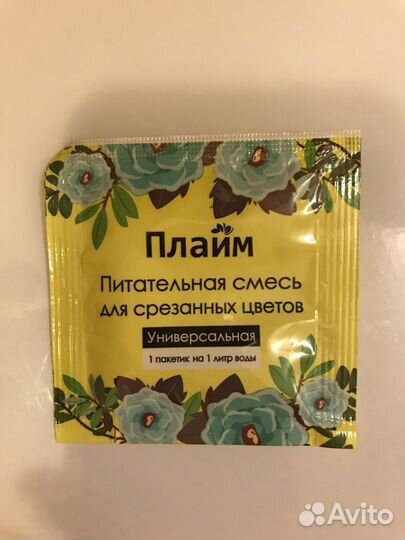 Плайм
Питательная смесь
для срезанных цветов
Универсальная
1 пакетик на 1 литр воды
Avito